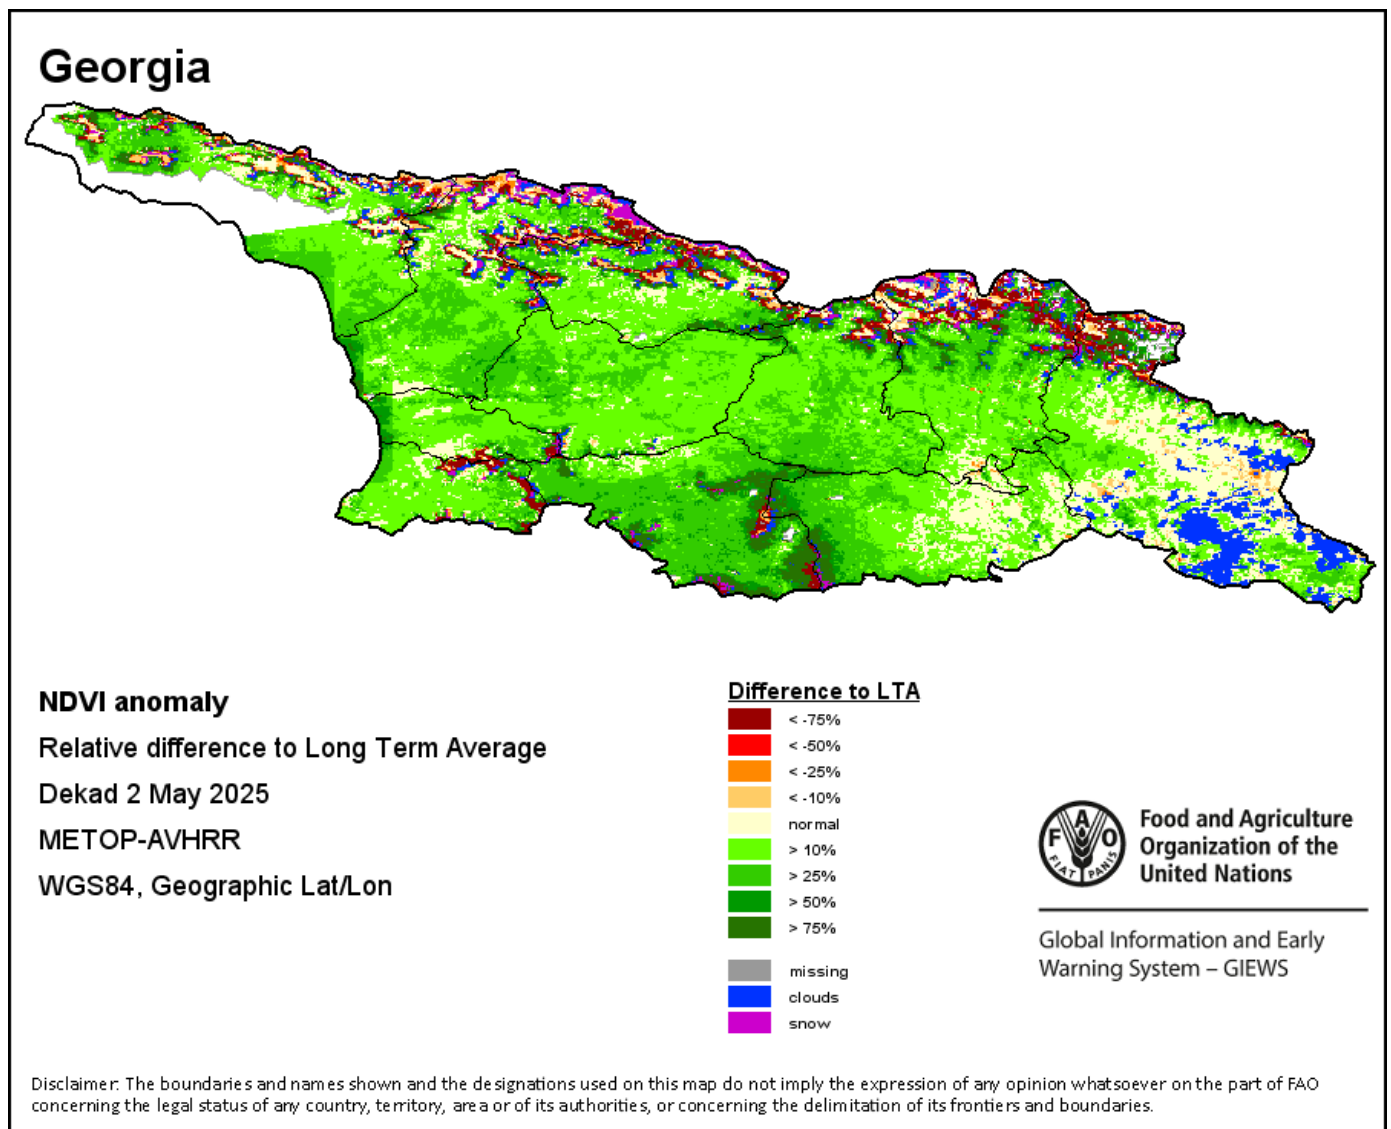 Georgia
NDVI anomaly
Relative difference to Long Term Average
Dekad 2 May 2025
METOP-AVHRR
WGS84, Geographic Lat/Lon
Difference to LTA
< -75%
< -50%
< -25%
< -10%
normal
> 10%
> 25%
> 50%
> 75%
missing
clouds
snow
F A O
FIAT PANIS
Food and Agriculture
Organization of the
United Nations
Global Information and Early
Warning System – GIEWS
Disclaimer: The boundaries and names shown and the designations used on this map do not imply the expression of any opinion whatsoever on the part of FAO
concerning the legal status of any country, territory, area or of its authorities, or concerning the delimitation of its frontiers and boundaries.